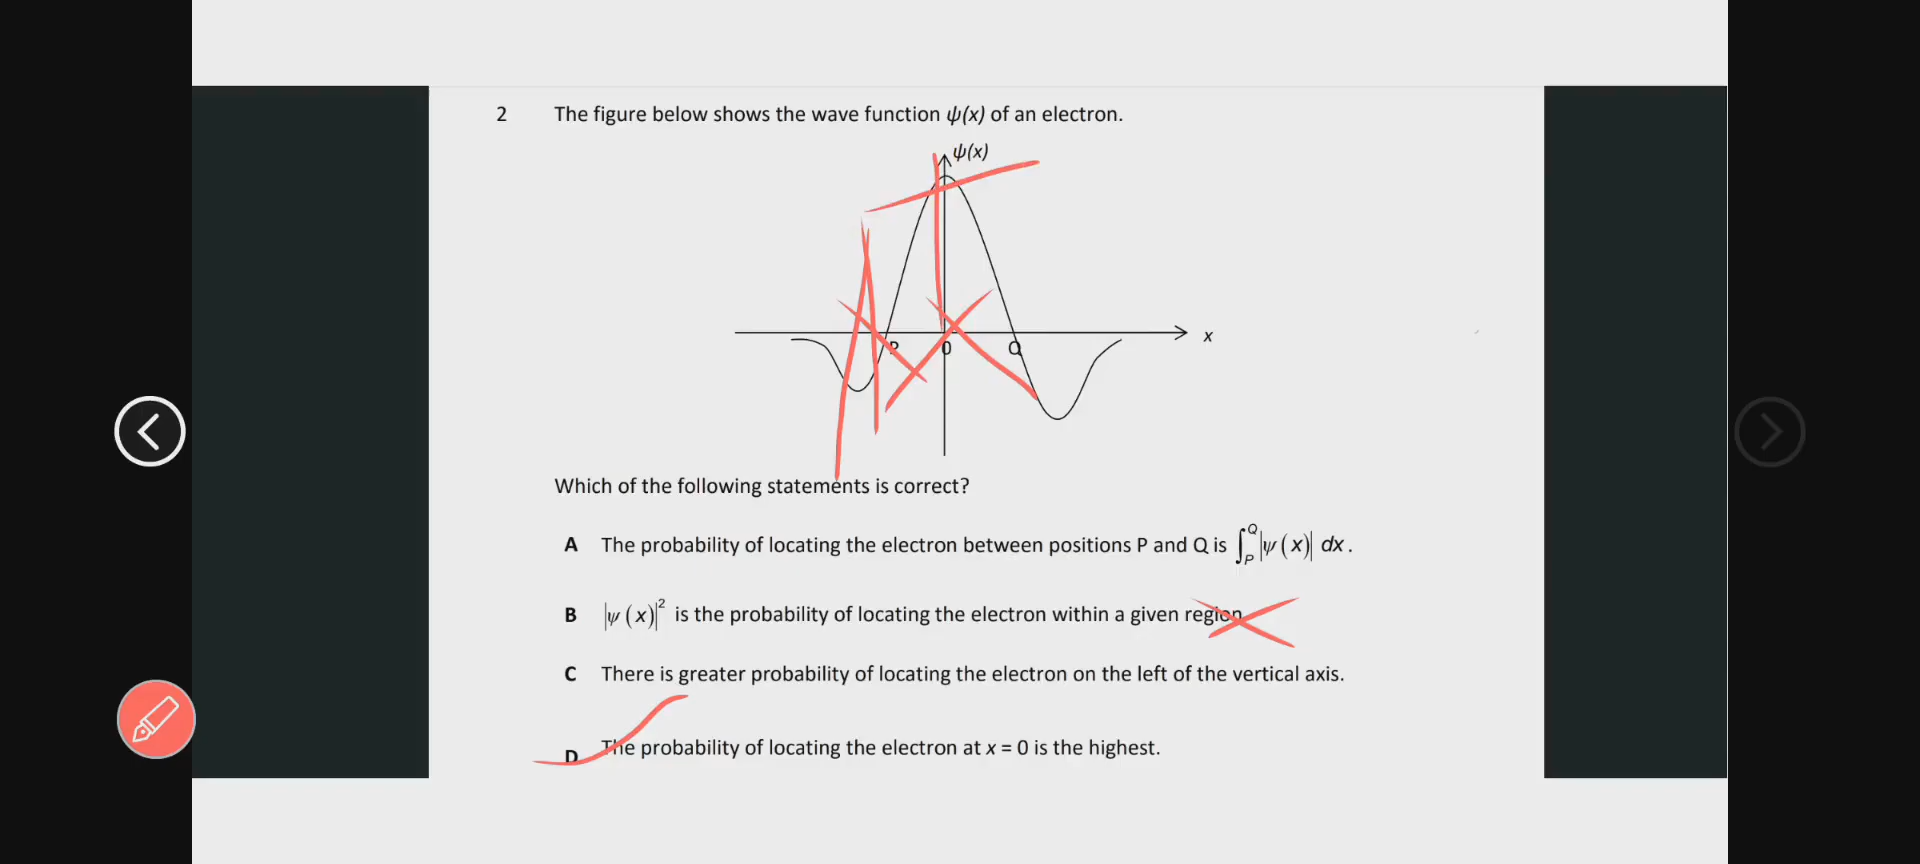 2 The figure below shows the wave function ψ(x) of an electron.
ψ(x)
x
P 0 Q
Which of the following statements is correct?
A The probability of locating the electron between positions P and Q is ∫_P^Q |ψ(x)| dx.
B |ψ(x)|² is the probability of locating the electron within a given region
C There is greater probability of locating the electron on the left of the vertical axis.
D The probability of locating the electron at x = 0 is the highest.